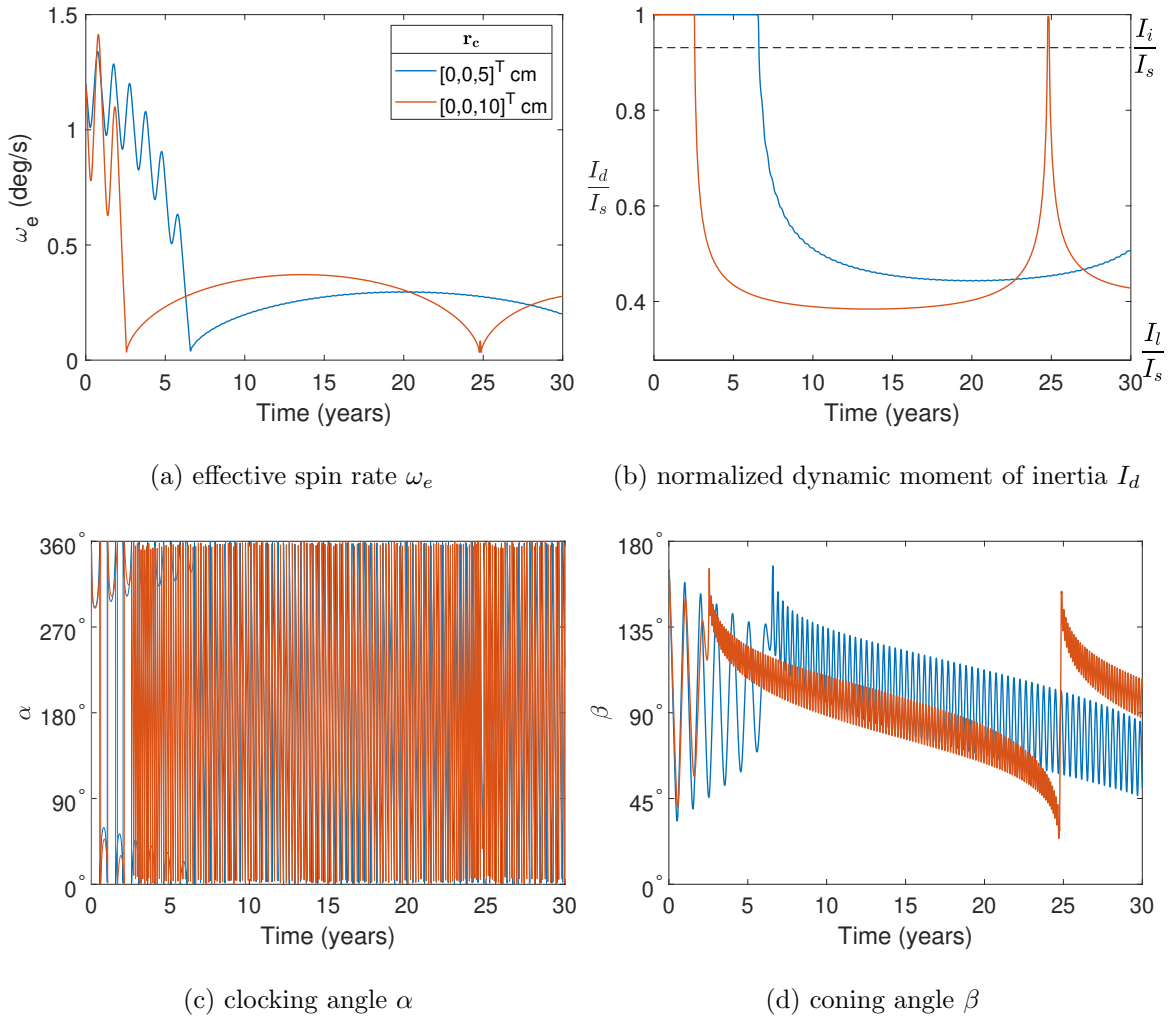 1.5
1
0.5
0
ω_e (deg/s)
r_c
[0,0,5]^T cm
[0,0,10]^T cm
0 5 10 15 20 25 30
Time (years)
(a) effective spin rate ω_e
1
0.8
0.6
0.4
I_d/I_s
I_i/I_s
I_l/I_s
0 5 10 15 20 25 30
Time (years)
(b) normalized dynamic moment of inertia I_d
360°
270°
180°
90°
0°
α
0 5 10 15 20 25 30
Time (years)
(c) clocking angle α
180°
135°
90°
45°
0°
β
0 5 10 15 20 25 30
Time (years)
(d) coning angle β